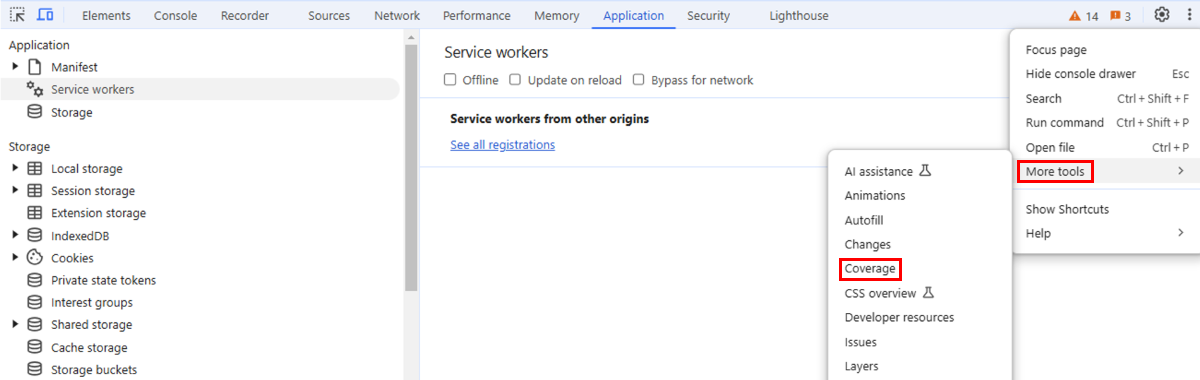 Elements Console Recorder Sources Network Performance Memory Application Security Lighthouse 14 3
Application
Manifest
Service workers
Storage
Storage
Local storage
Session storage
Extension storage
IndexedDB
Cookies
Private state tokens
Interest groups
Shared storage
Cache storage
Storage buckets
Service workers
Offline Update on reload Bypass for network
Service workers from other origins
See all registrations
Focus page
Hide console drawer Esc
Search Ctrl + Shift + F
Run command Ctrl + Shift + P
Open file Ctrl + P
More tools
Show Shortcuts
Help
AI assistance
Animations
Autofill
Changes
Coverage
CSS overview
Developer resources
Issues
Layers